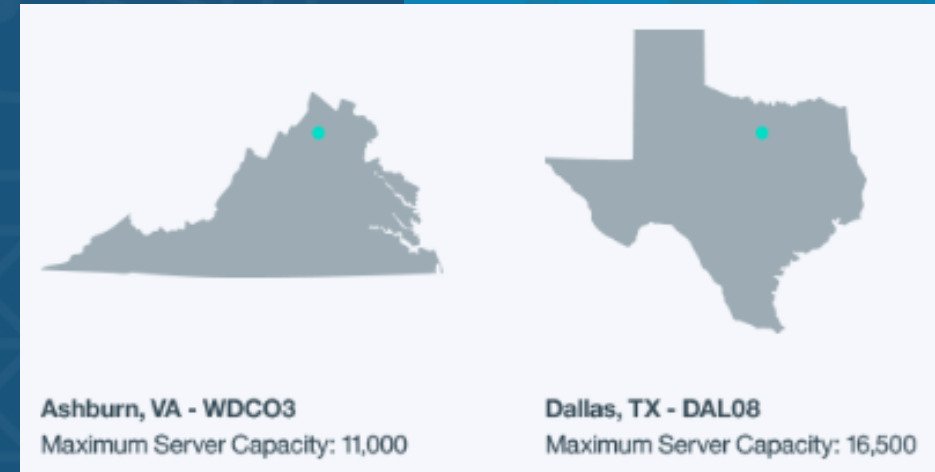 Ashburn, VA - WDCO3
Maximum Server Capacity: 11,000
Dallas, TX - DAL08
Maximum Server Capacity: 16,500